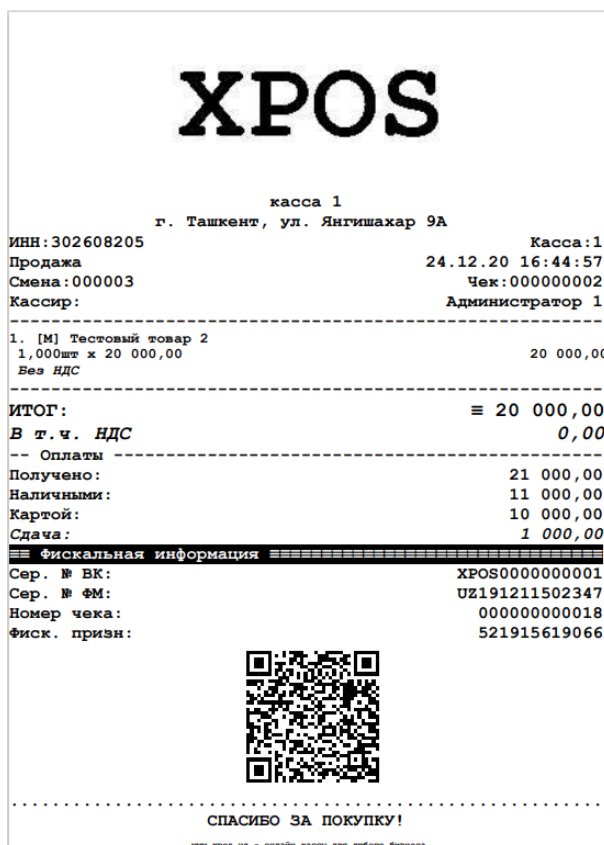 XPOS
касса 1
г. Ташкент, ул. Янгишахар 9А
ИНН:302608205 Касса:1
Продажа 24.12.20 16:44:57
Смена:000003 Чек:000000002
Кассир: Администратор 1
1. [М] Тестовый товар 2
1,000шт x 20 000,00 20 000,00
Без НДС
ИТОГ: ≡ 20 000,00
В т.ч. НДС 0,00
-- Оплаты --
Получено: 21 000,00
Наличными: 11 000,00
Картой: 10 000,00
Сдача: 1 000,00
≡≡ Фискальная информация ≡≡
Сер. № ВК: XPOS0000000001
Сер. № ФМ: UZ191211502347
Номер чека: 000000000018
Фиск. призн: 521915619066
СПАСИБО ЗА ПОКУПКУ!